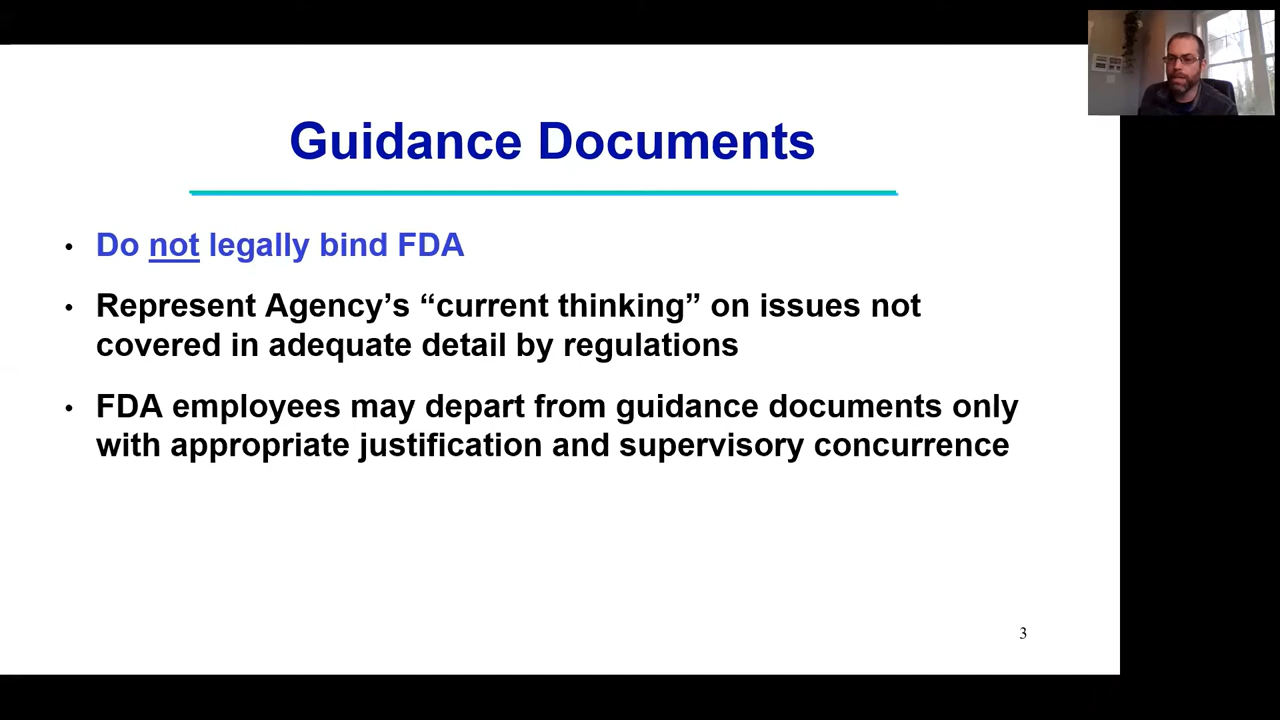 Guidance Documents
• Do not legally bind FDA
• Represent Agency’s “current thinking” on issues not
covered in adequate detail by regulations
• FDA employees may depart from guidance documents only
with appropriate justification and supervisory concurrence
3